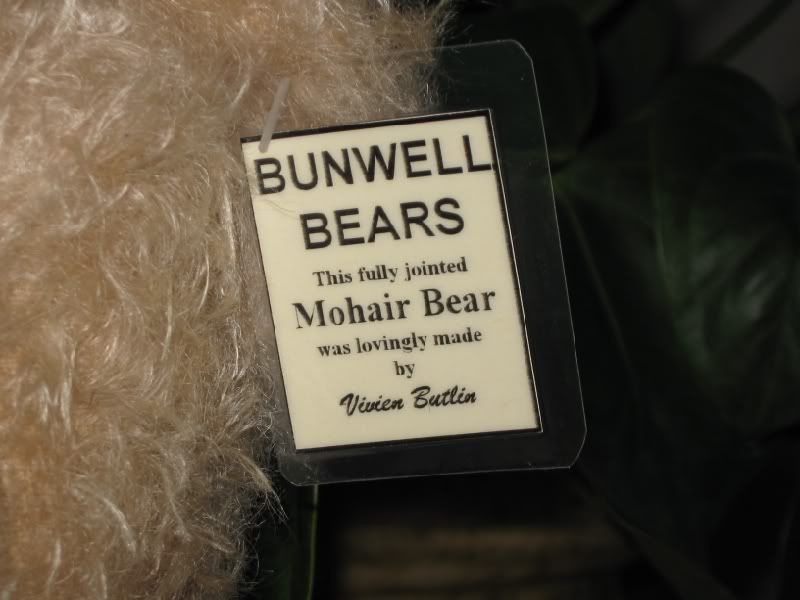 BUNWELL
BEARS
This fully jointed
Mohair Bear
was lovingly made
by
Vivien Butlin